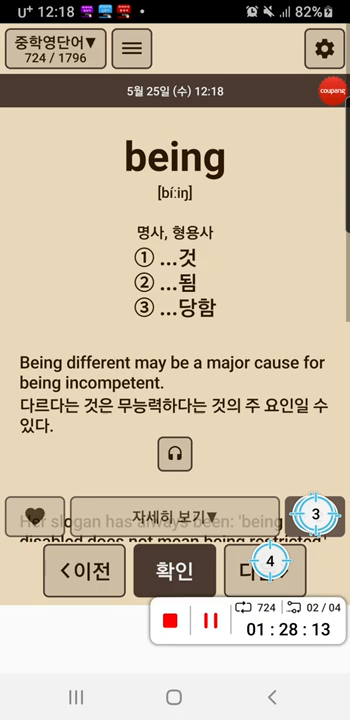 U+ 12:18 82%
중학영단어▼
724 / 1796
5월 25일 (수) 12:18
coupang
being
[bíːiŋ]
명사, 형용사
① ...것
② ...됨
③ ...당함
Being different may be a major cause for
being incompetent.
다르다는 것은 무능력하다는 것의 주 요인일 수
있다.
Her slogan has always been: 'being
자세히 보기▼
3
disabled does not mean being restricted.'
<이전
확인
4
724 02 / 04
01 : 28 : 13